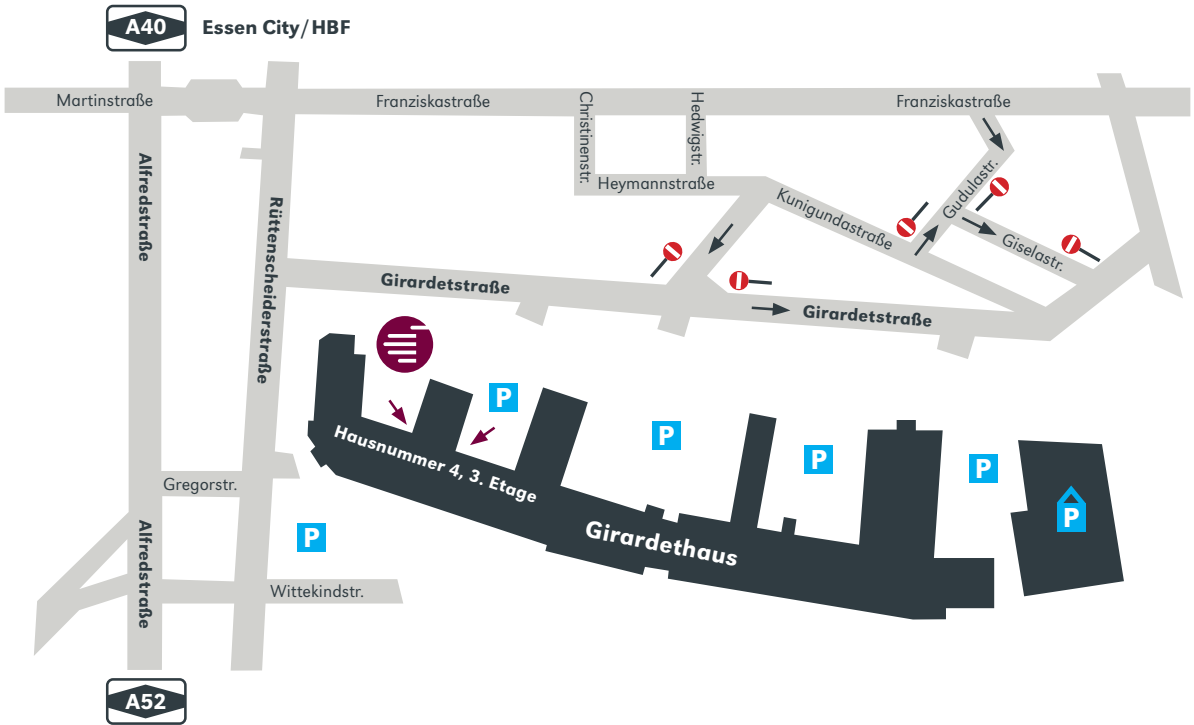 A40
Essen City/HBF
Martinstraße
Franziskastraße
Franziskastraße
Christinenstr.
Hedwigstr.
Heymannstraße
Alfredstraße
Rüttenscheiderstraße
Kunigundastraße
Gudulastr.
Giselastr.
Girardetstraße
Girardetstraße
P
P
P
P
P
P
Hausnummer 4, 3. Etage
Girardethaus
Gregorstr.
Alfredstraße
Wittekindstr.
A52